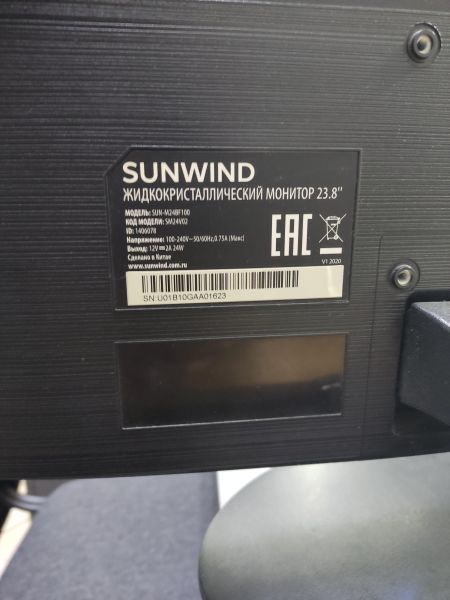 SUNWIND
ЖИДКОКРИСТАЛЛИЧЕСКИЙ МОНИТОР 23.8''
МОДЕЛЬ: SUN-M24BF100
КОД МОДЕЛИ: SM24V02
ID: 1406078
Напряжение: 100-240V~50/60Hz,0.75A (Макс)
Выход: 12V⎓2A 24W
Сделано в Китае
www.sunwind.com.ru
EAC
V1 2020
SN:U01B10GAA01623